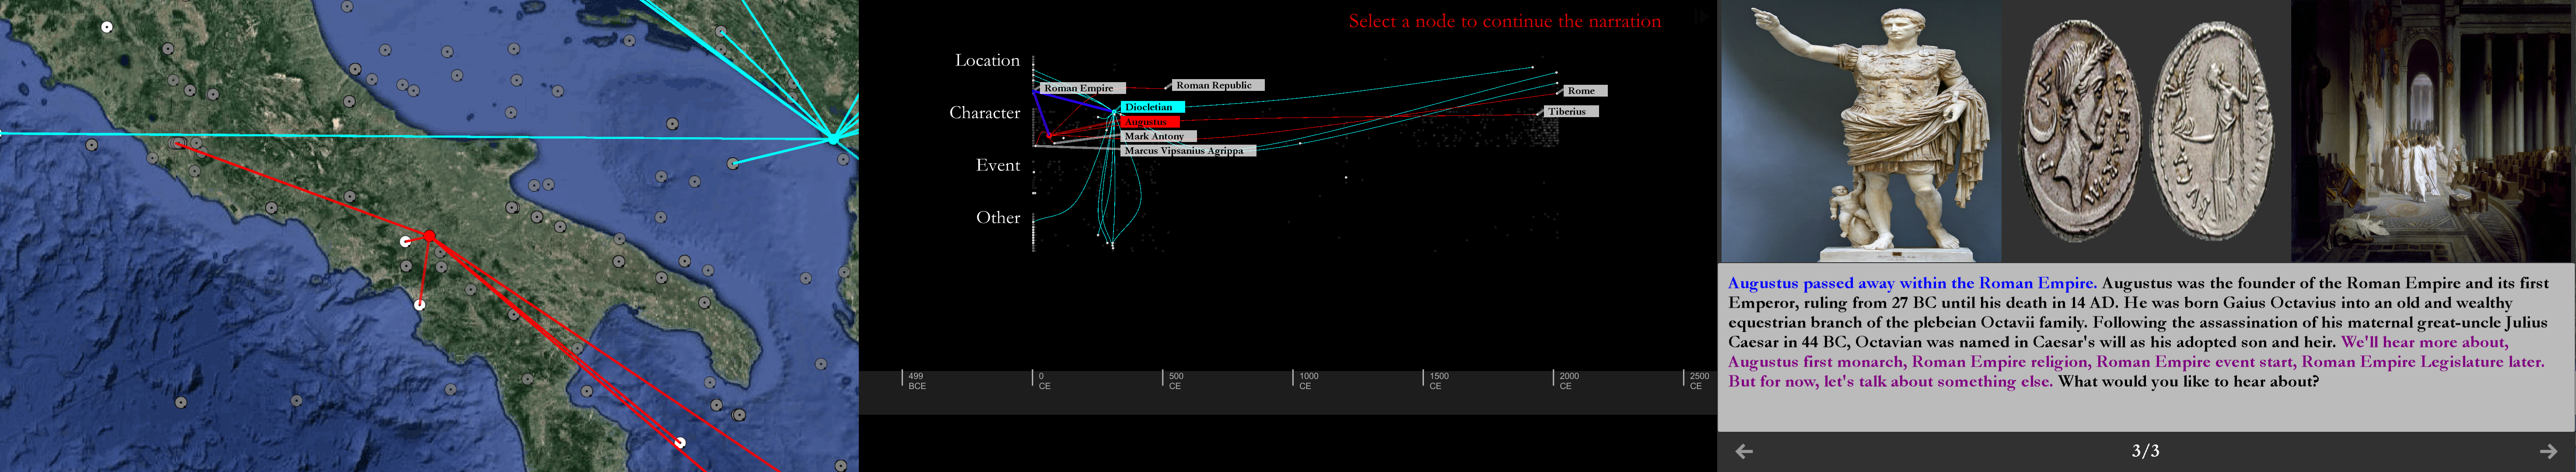 Select a node to continue the narration
Location
Roman Empire
Roman Republic
Rome
Diocletian
Character
Tiberius
Augustus
Mark Antony
Marcus Vipsanius Agrippa
Event
Other
499
BCE
0
CE
500
CE
1000
CE
1500
CE
2000
CE
2500
CE
Augustus passed away within the Roman Empire. Augustus was the founder of the Roman Empire and its first
Emperor, ruling from 27 BC until his death in 14 AD. He was born Gaius Octavius into an old and wealthy
equestrian branch of the plebeian Octavii family. Following the assassination of his maternal great-uncle Julius
Caesar in 44 BC, Octavian was named in Caesar's will as his adopted son and heir. We'll hear more about,
Augustus first monarch, Roman Empire religion, Roman Empire event start, Roman Empire Legislature later.
But for now, let's talk about something else. What would you like to hear about?
3/3